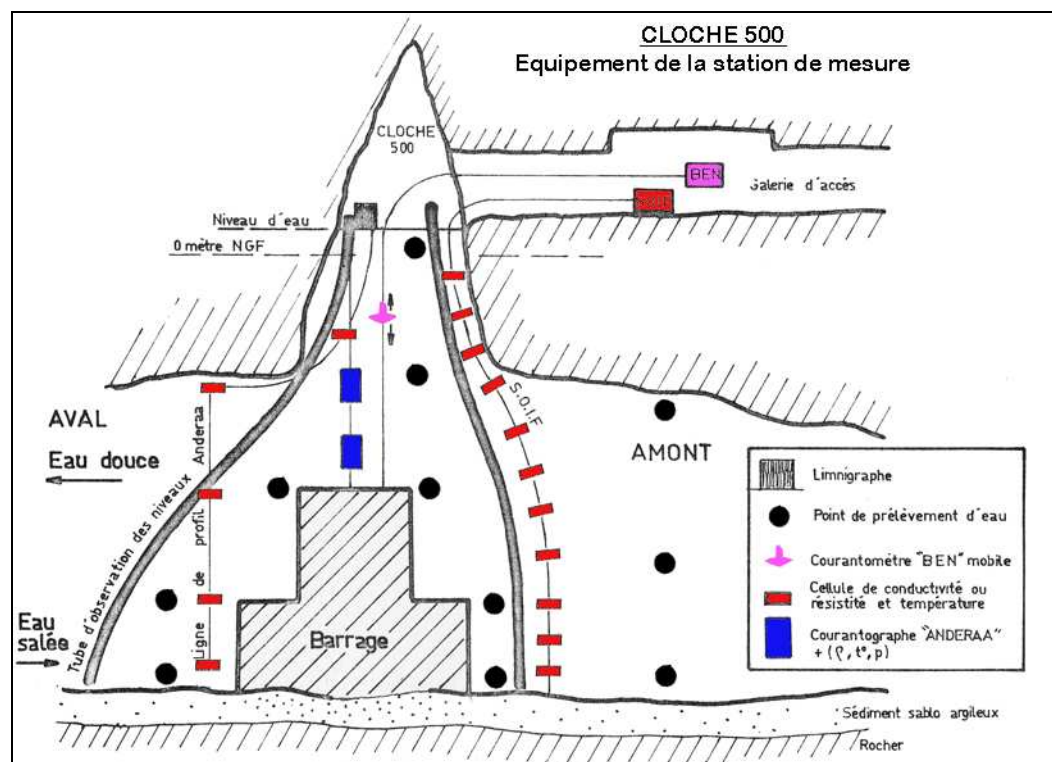 CLOCHE 500
Equipement de la station de mesure
CLOCHE
500
BEN
Galerie d'accés
Niveau d'eau
0 mètre NGF
S.O.I.F
AVAL
Eau douce
AMONT
Tube d'observation des niveaux
Ligne de profil Anderaa
Eau
salée
Barrage
Limnigraphe
Point de prélévement d'eau
Courantomètre "BEN" mobile
Cellule de conductivité ou
résistité et température
Courantographe "ANDERAA"
+ (ρ, t°, p)
Sédiment sablo argileux
Rocher